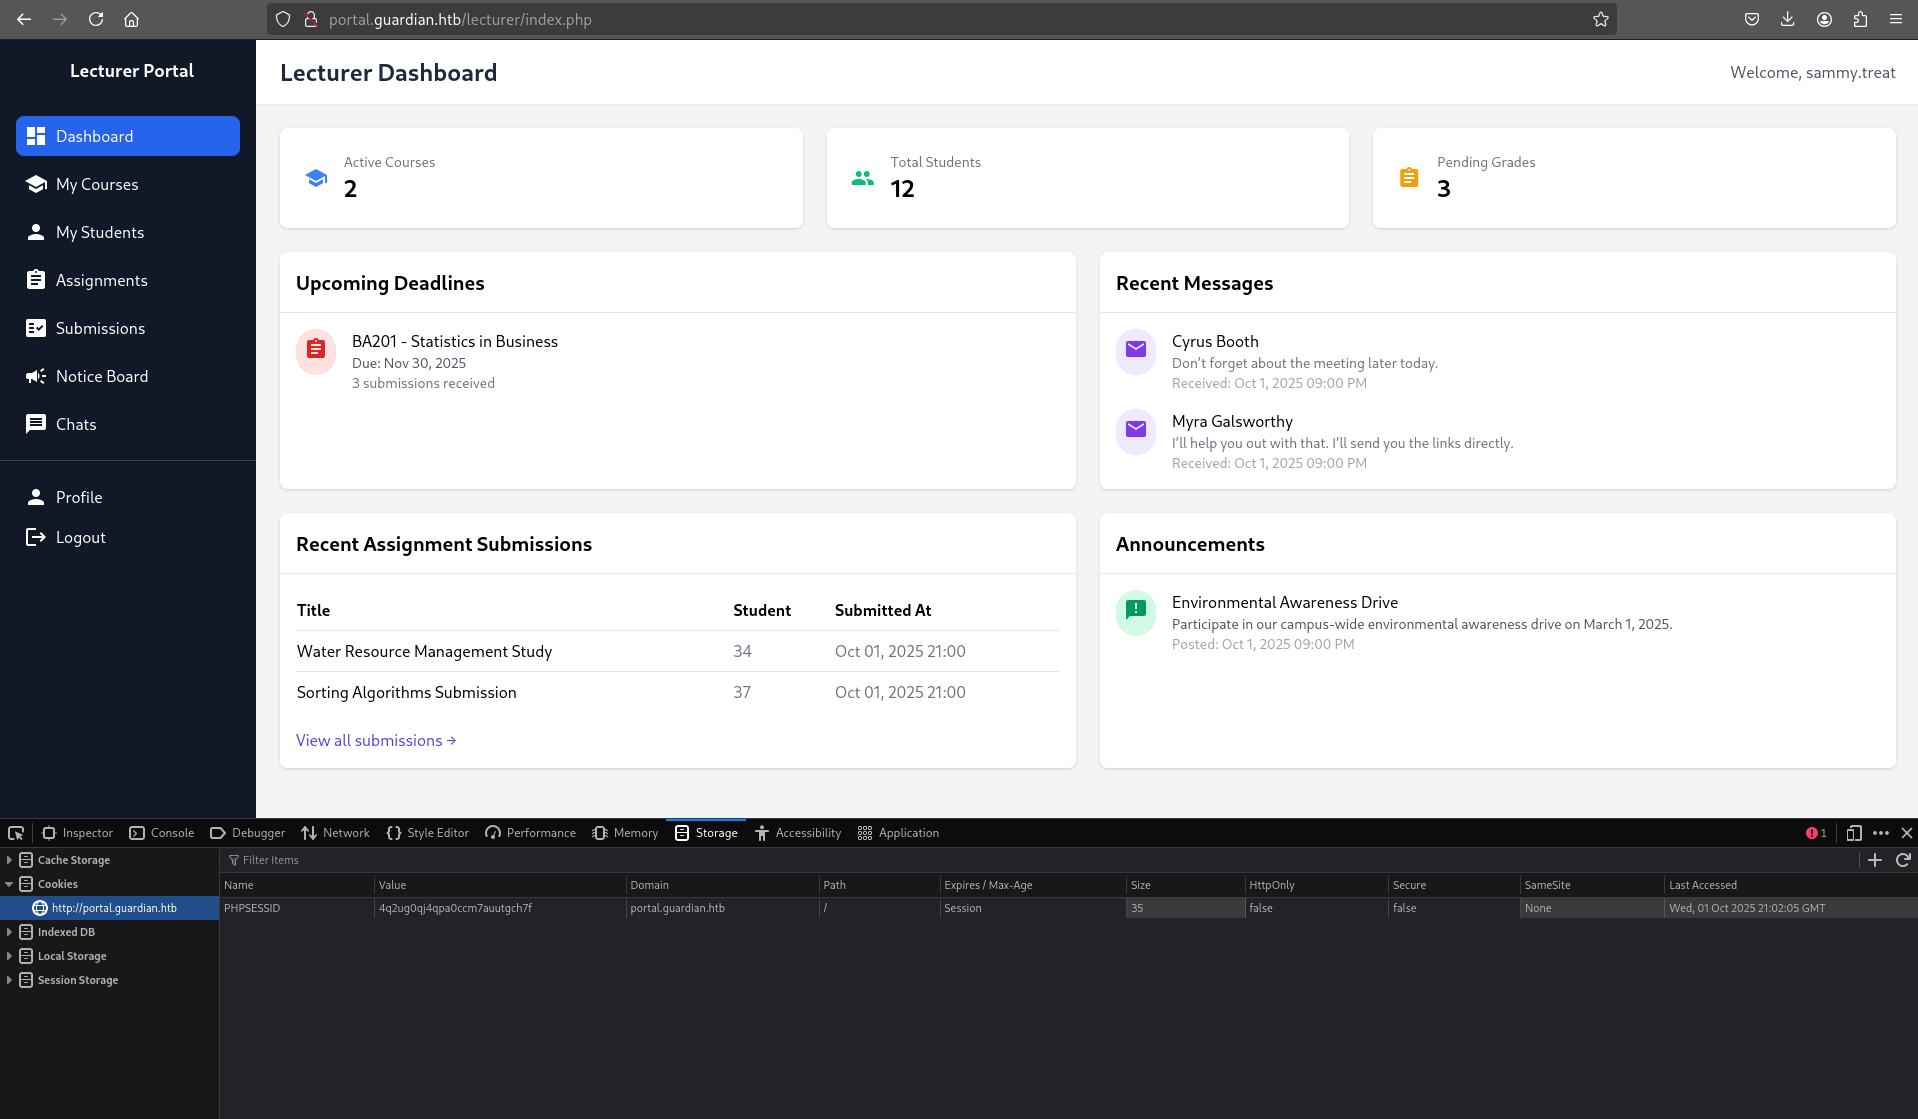 portal.guardian.htb/lecturer/index.php
Lecturer Portal
Dashboard
My Courses
My Students
Assignments
Submissions
Notice Board
Chats
Profile
Logout
Lecturer Dashboard
Welcome, sammy.treat
Active Courses
2
Total Students
12
Pending Grades
3
Upcoming Deadlines
BA201 - Statistics in Business
Due: Nov 30, 2025
3 submissions received
Recent Messages
Cyrus Booth
Don't forget about the meeting later today.
Received: Oct 1, 2025 09:00 PM
Myra Galsworthy
I'll help you out with that. I'll send you the links directly.
Received: Oct 1, 2025 09:00 PM
Recent Assignment Submissions
Title Student Submitted At
Water Resource Management Study 34 Oct 01, 2025 21:00
Sorting Algorithms Submission 37 Oct 01, 2025 21:00
View all submissions →
Announcements
Environmental Awareness Drive
Participate in our campus-wide environmental awareness drive on March 1, 2025.
Posted: Oct 1, 2025 09:00 PM
Inspector Console Debugger Network Style Editor Performance Memory Storage Accessibility Application 1
Cache Storage
Cookies
http://portal.guardian.htb
Indexed DB
Local Storage
Session Storage
Filter Items
Name Value Domain Path Expires / Max-Age Size HttpOnly Secure SameSite Last Accessed
PHPSESSID 4q2ug0qj4qpa0ccm7auutgch7f portal.guardian.htb / Session 35 false false None Wed, 01 Oct 2025 21:02:05 GMT